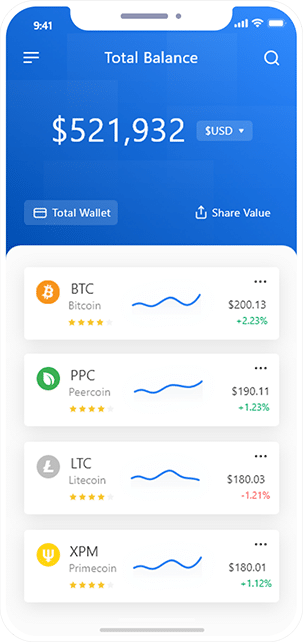 9:41
Total Balance
$521,932 $USD
Total Wallet Share Value
BTC
Bitcoin
$200.13
+2.23%
PPC
Peercoin
$190.11
+1.23%
LTC
Litecoin
$180.03
-1.21%
XPM
Primecoin
$180.01
+1.12%